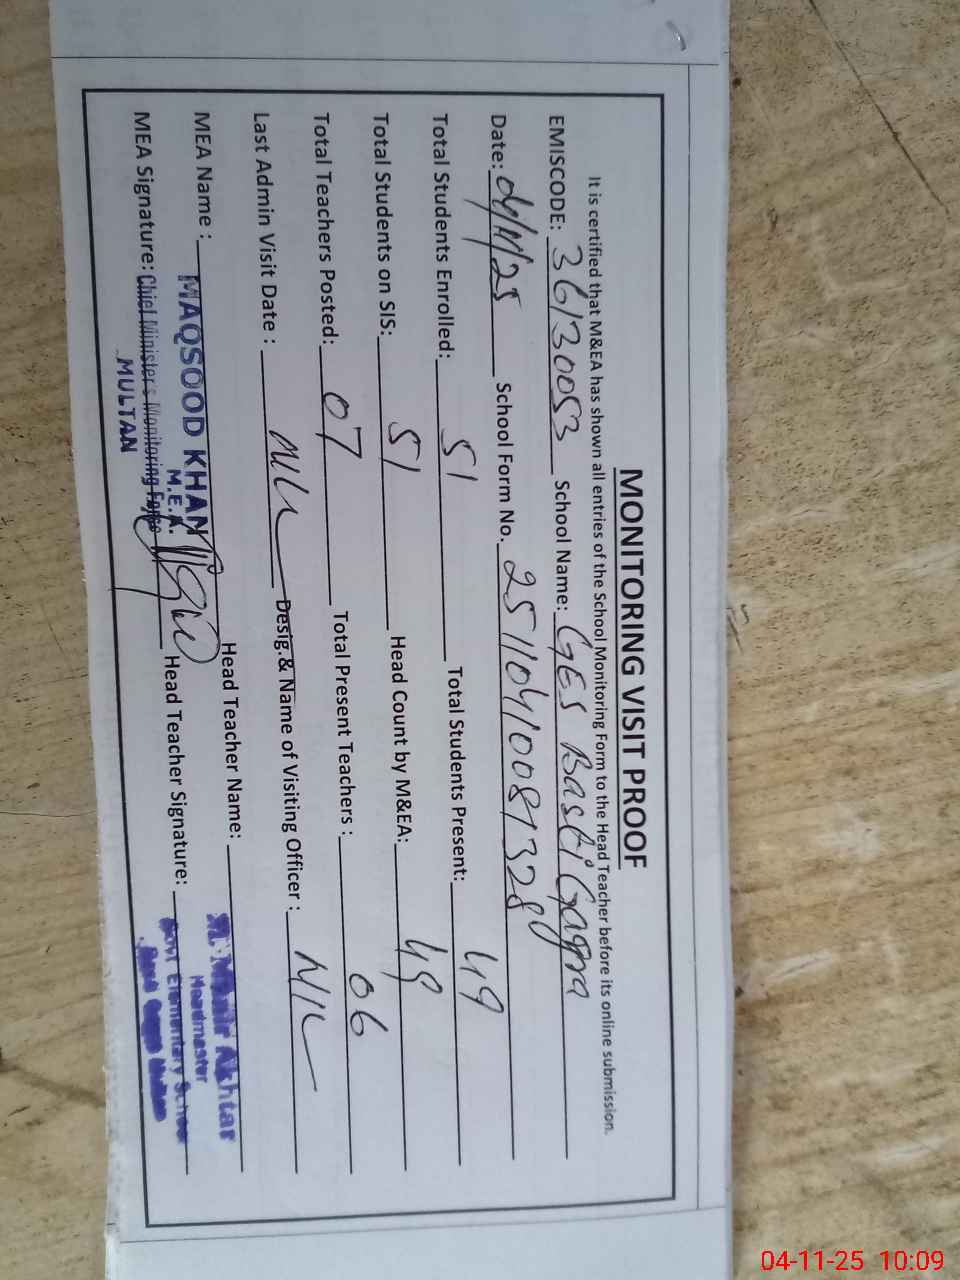 MONITORING VISIT PROOF
It is certified that M&EA has shown all entries of the School Monitoring Form to the Head Teacher before its online submission.
EMISCODE: 36130053 School Name: GES Basti Gagra
Date: 04/11/25 School Form No. 25110410081328
Total Students Enrolled: 51 Total Students Present: 49
Total Students on SIS: 51 Head Count by M&EA: 49
Total Teachers Posted: 07 Total Present Teachers : 06
Last Admin Visit Date : NIL Desig.& Name of Visiting Officer : NIL
MEA Name : MAQSOOD KHAN Head Teacher Name: Akhtar
M.E.A. Headmaster
MEA Signature: Chief Minister's Monitoring Force Head Teacher Signature: Govt Elementary School
MULTAN
04-11-25 10:09